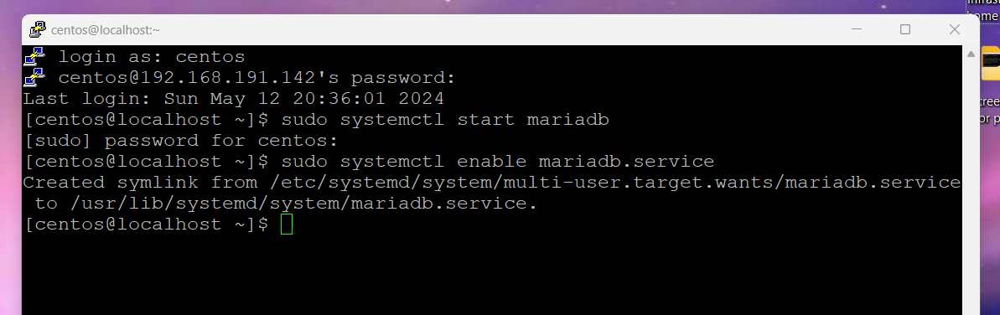 infrast
home
centos@localhost:~
login as: centos
centos@192.168.191.142's password:
Last login: Sun May 12 20:36:01 2024
[centos@localhost ~]$ sudo systemctl start mariadb
[sudo] password for centos:
[centos@localhost ~]$ sudo systemctl enable mariadb.service
Created symlink from /etc/systemd/system/multi-user.target.wants/mariadb.service
to /usr/lib/systemd/system/mariadb.service.
[centos@localhost ~]$
cree
or p